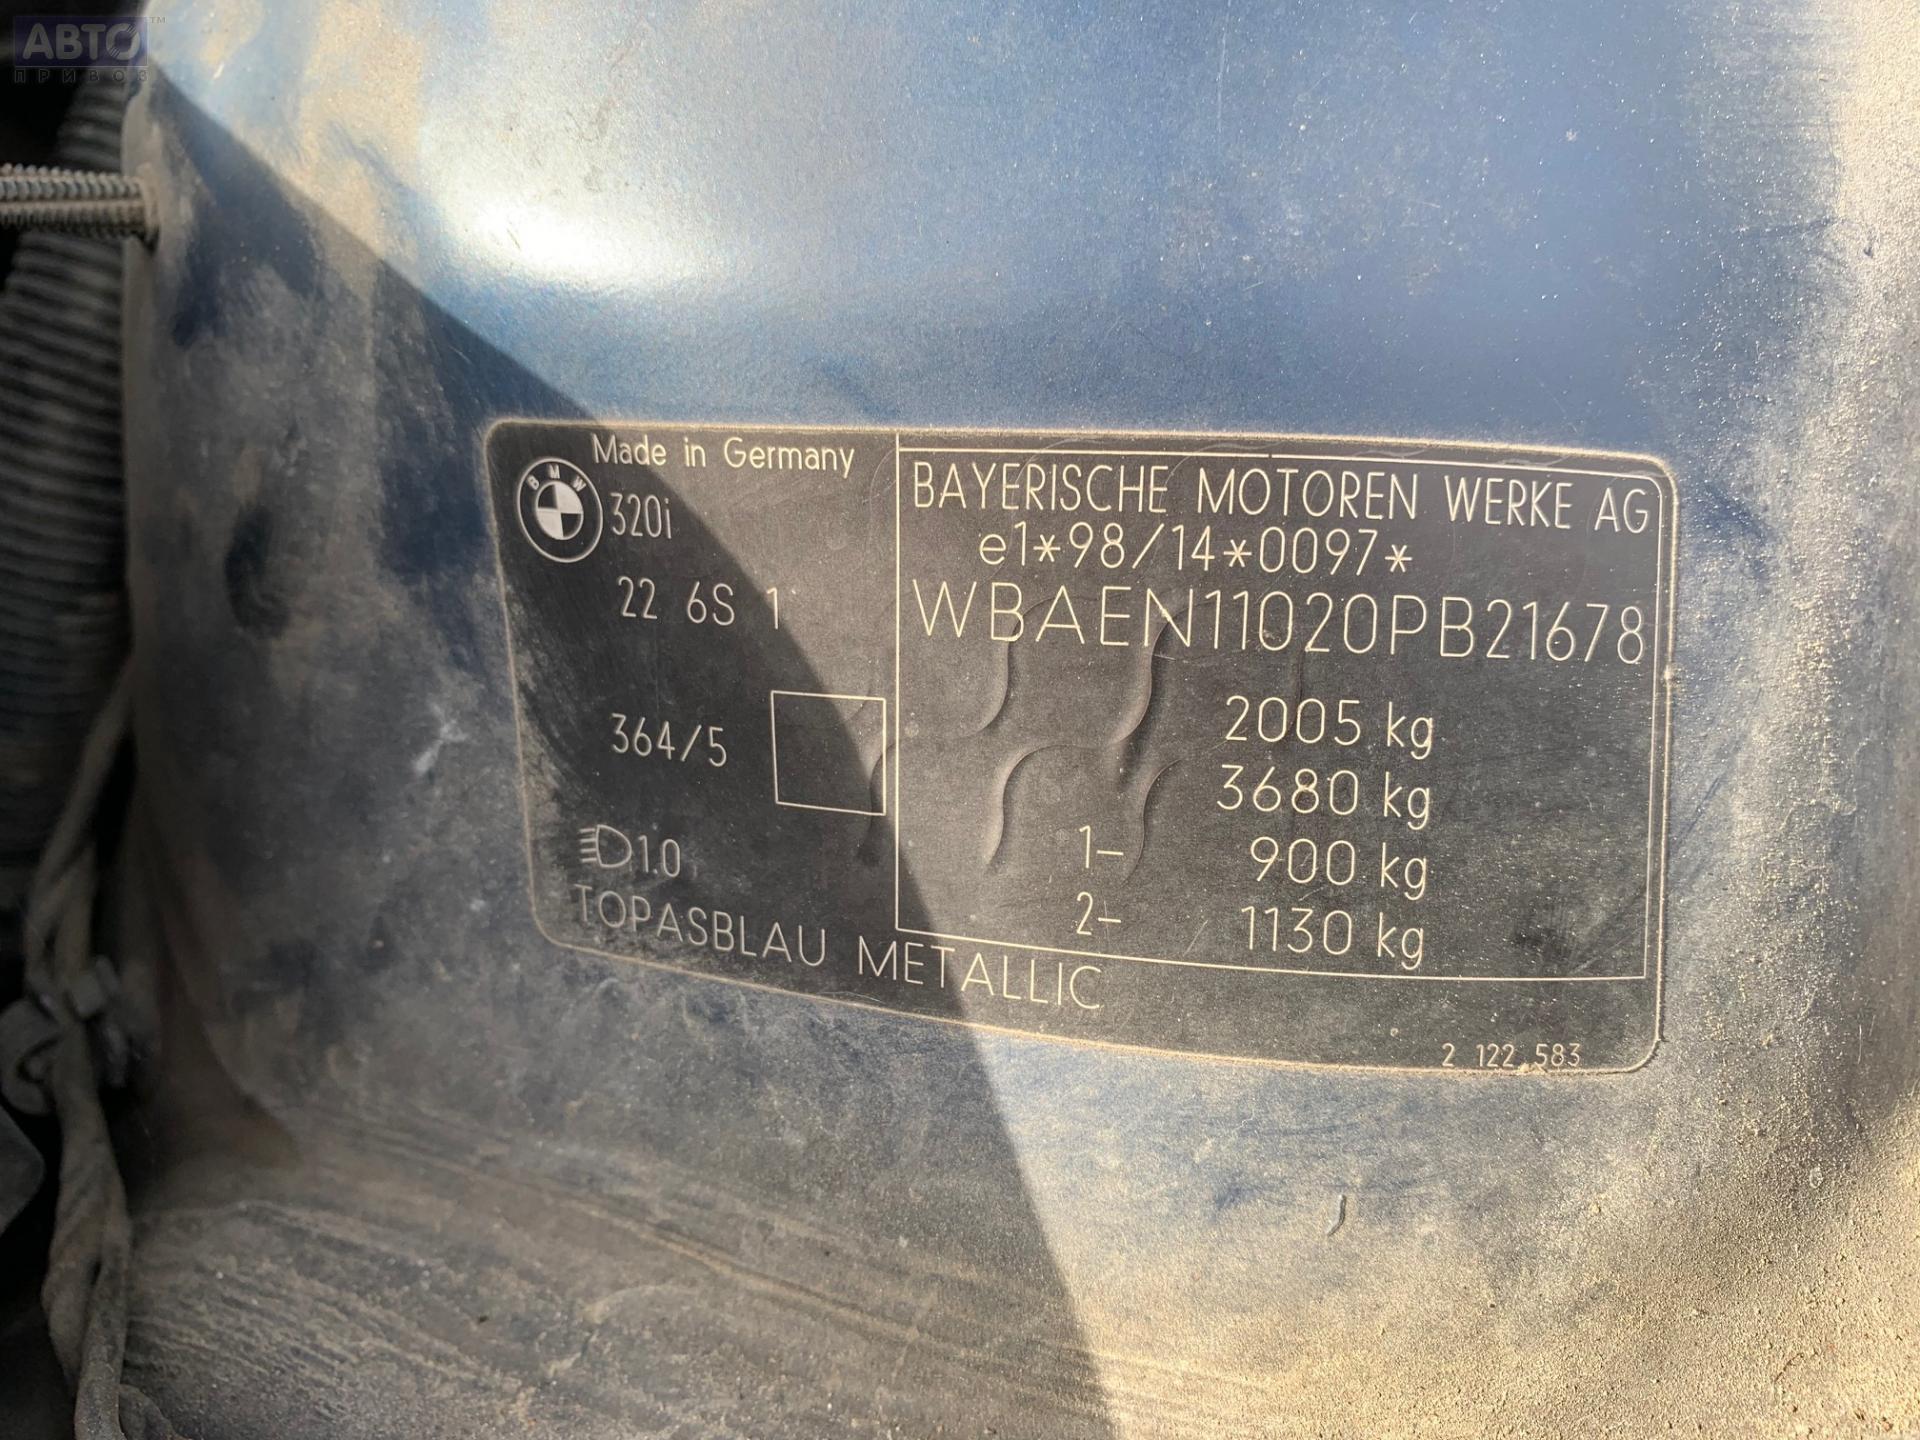 АВТО™
ПРИВОЗ
Made in Germany
BMW
320i
22 6S 1
364/5
1.0
TOPASBLAU METALLIC
BAYERISCHE MOTOREN WERKE AG
e1*98/14*0097*
WBAEN11020PB21678
2005 kg
3680 kg
1– 900 kg
2– 1130 kg
2 122 583